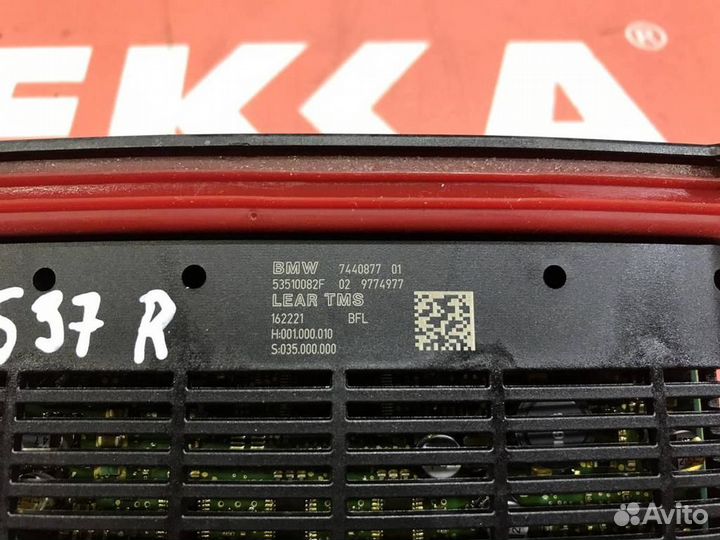 EKKA ®
BMW 7440877 01
53510082F 02 9774977
LEAR TMS
162221 BFL
H:001.000.010
S:035.000.000
537 R
Avito